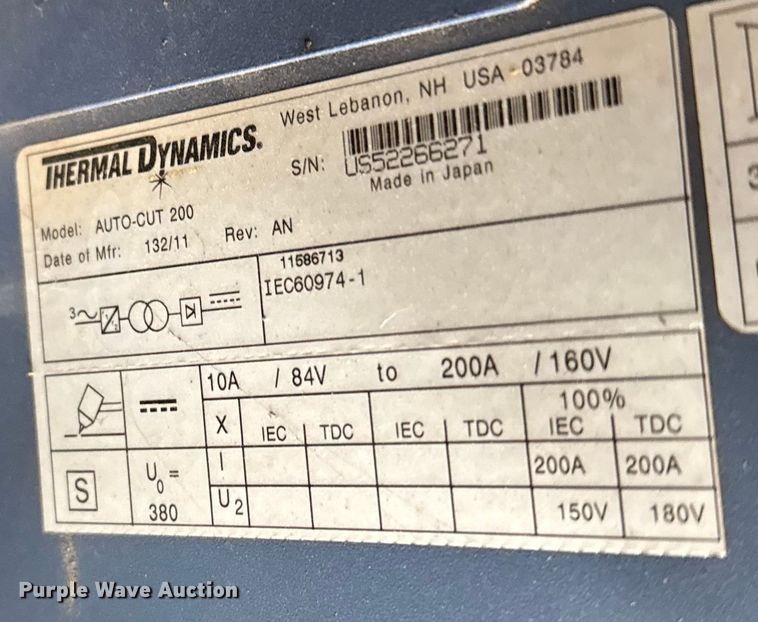 THERMAL DYNAMICS®
West Lebanon, NH USA - 03784
S/N: US52266271
Made in Japan
Model: AUTO-CUT 200
Date of Mfr: 132/11 Rev: AN
11586713
IEC60974-1
3~
10A / 84V to 200A / 160V
X 100%
IEC TDC IEC TDC IEC TDC
S U0 = 380
I 200A 200A
U2 150V 180V
Purple Wave Auction